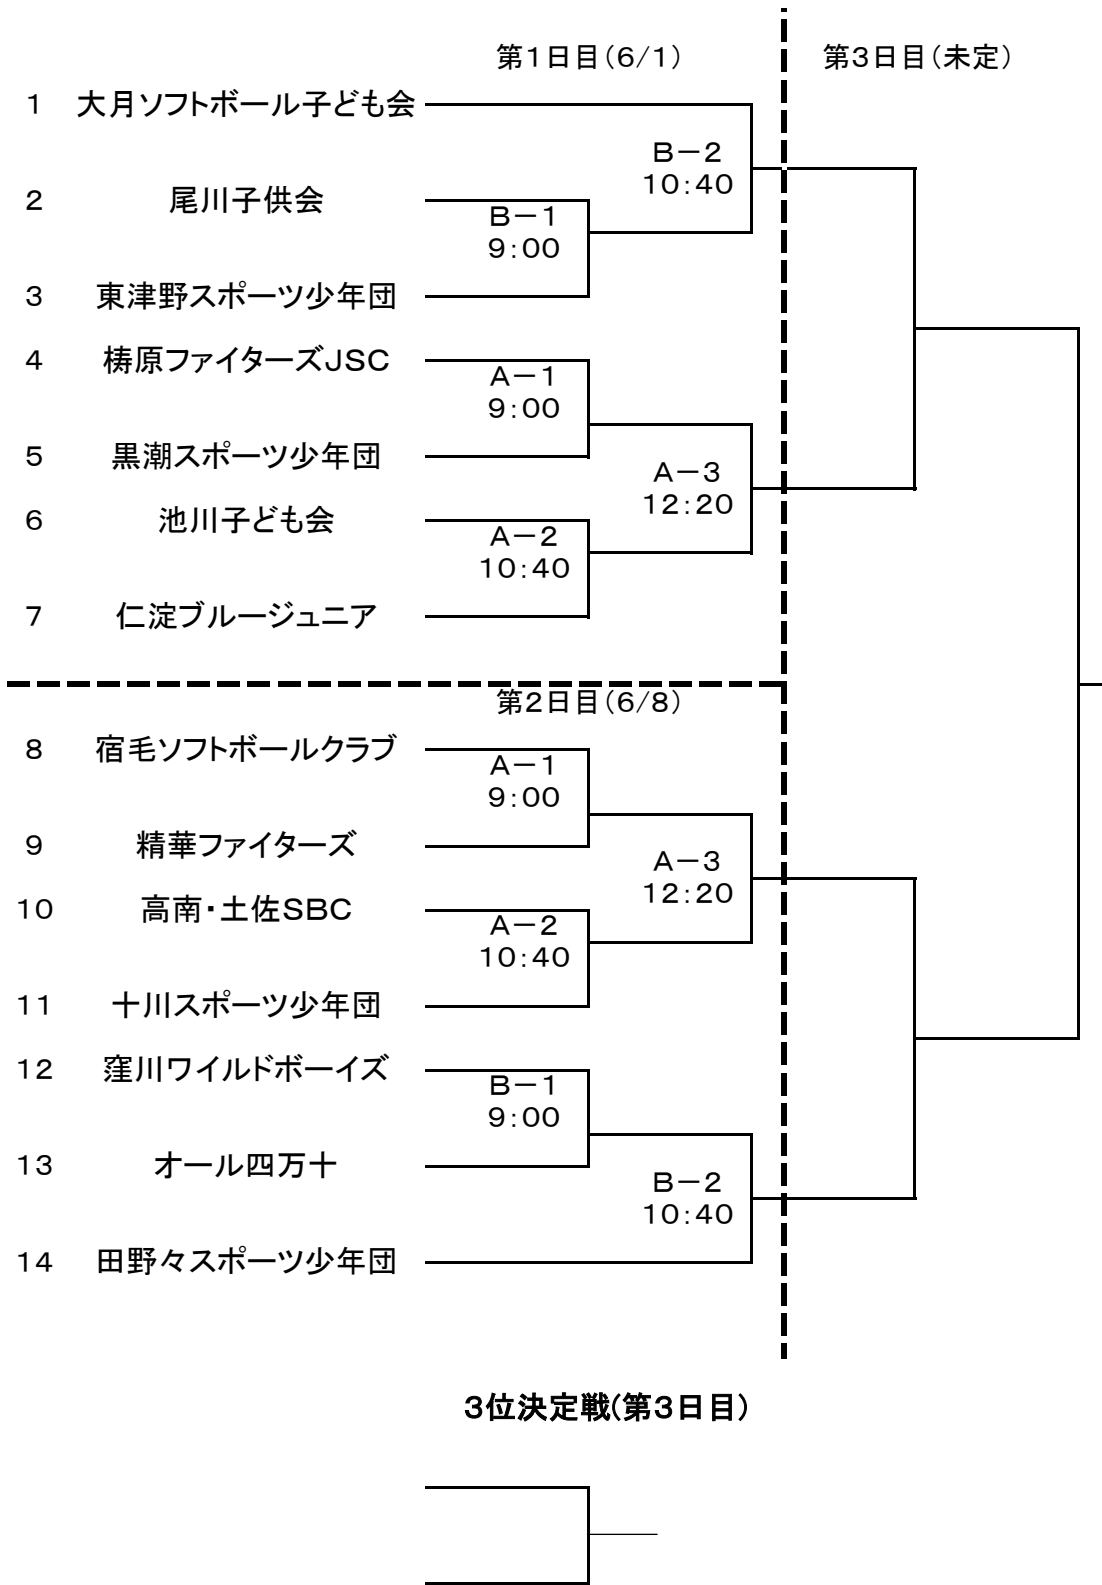 第1日目（6/1） 第3日目（未定）
1 大月ソフトボール子ども会
B－2
10：40
2 尾川子供会
B－1
9：00
3 東津野スポーツ少年団
4 梼原ファイターズJSC
A－1
9：00
5 黒潮スポーツ少年団
A－3
12：20
6 池川子ども会
A－2
10：40
7 仁淀ブルージュニア
第2日目（6/8）
8 宿毛ソフトボールクラブ
A－1
9：00
9 精華ファイターズ
A－3
12：20
10 高南・土佐SBC
A－2
10：40
11 十川スポーツ少年団
12 窪川ワイルドボーイズ
B－1
9：00
13 オール四万十
B－2
10：40
14 田野々スポーツ少年団
3位決定戦（第3日目）